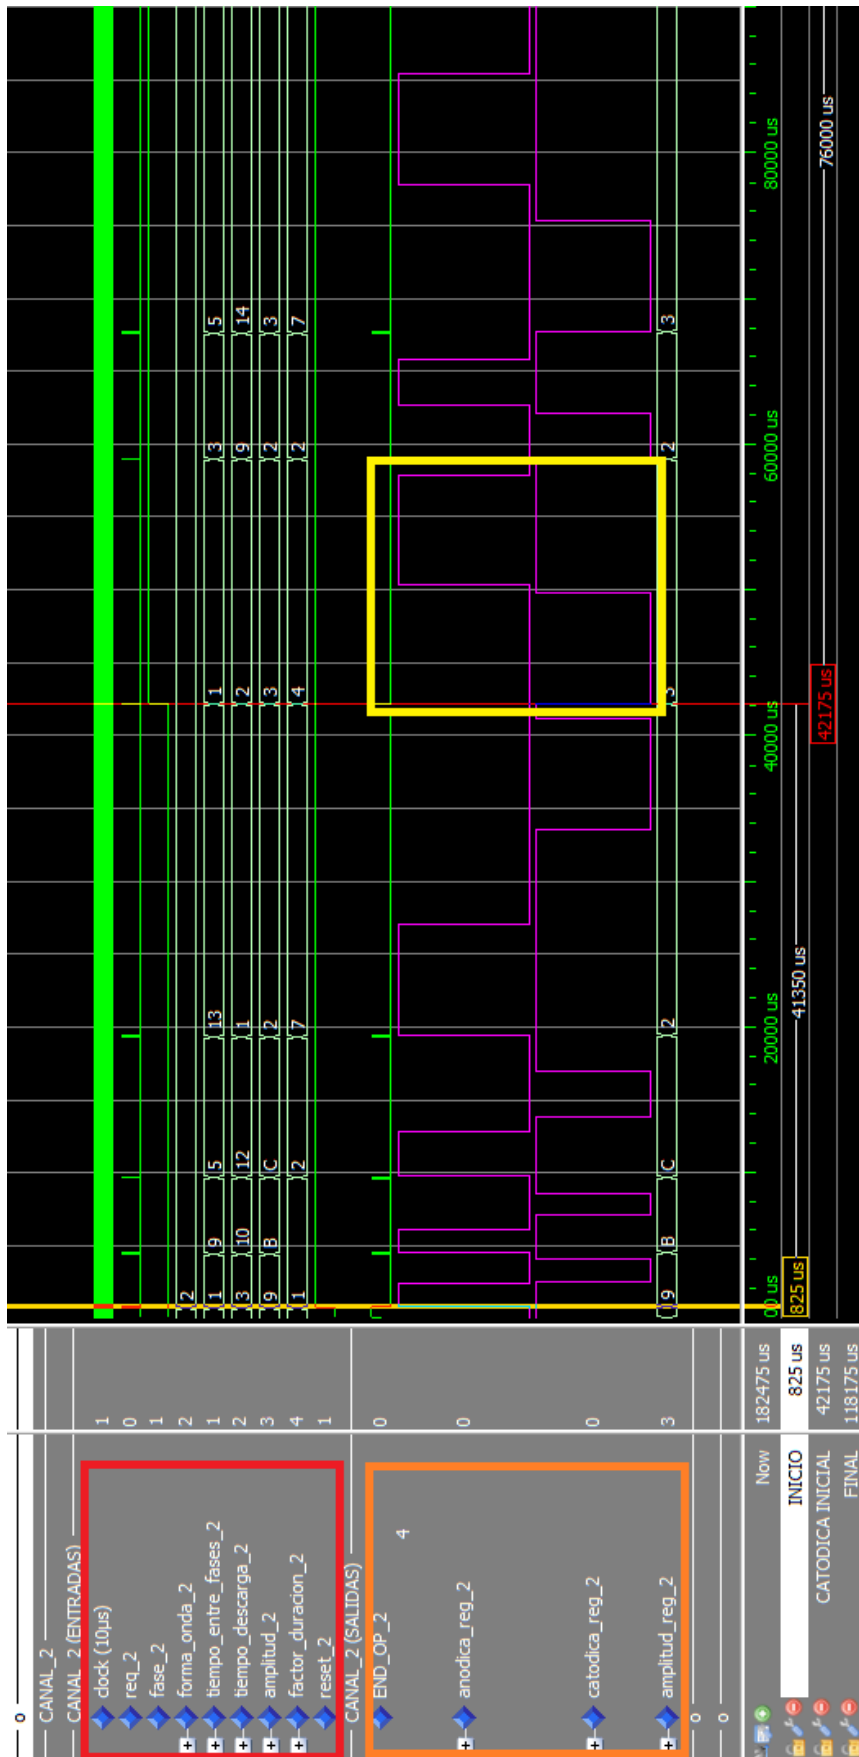 0
CANAL_2
CANAL_2 (ENTRADAS)
clock (10µs) 1
req_2 0
fase_2 1
forma_onda_2 2 2
tiempo_entre_fases_2 1 1 9 5 13 1 3 5
tiempo_descarga_2 2 3 10 12 1 2 9 14
amplitud_2 3 9 B C 2 3 2 3
factor_duracion_2 4 1 2 7 4 2 7
reset_2 1
CANAL_2 (SALIDAS)
END_OP_2 0
4
anodica_reg_2 0
catodica_reg_2 0
amplitud_reg_2 3 9 B C 2 3 2 3
0
0
Now 182475 us 20000 us 40000 us 60000 us 80000 us
INICIO 825 us 825 us 41350 us
CATODICA INICIAL 42175 us 42175 us 76000 us
FINAL 118175 us